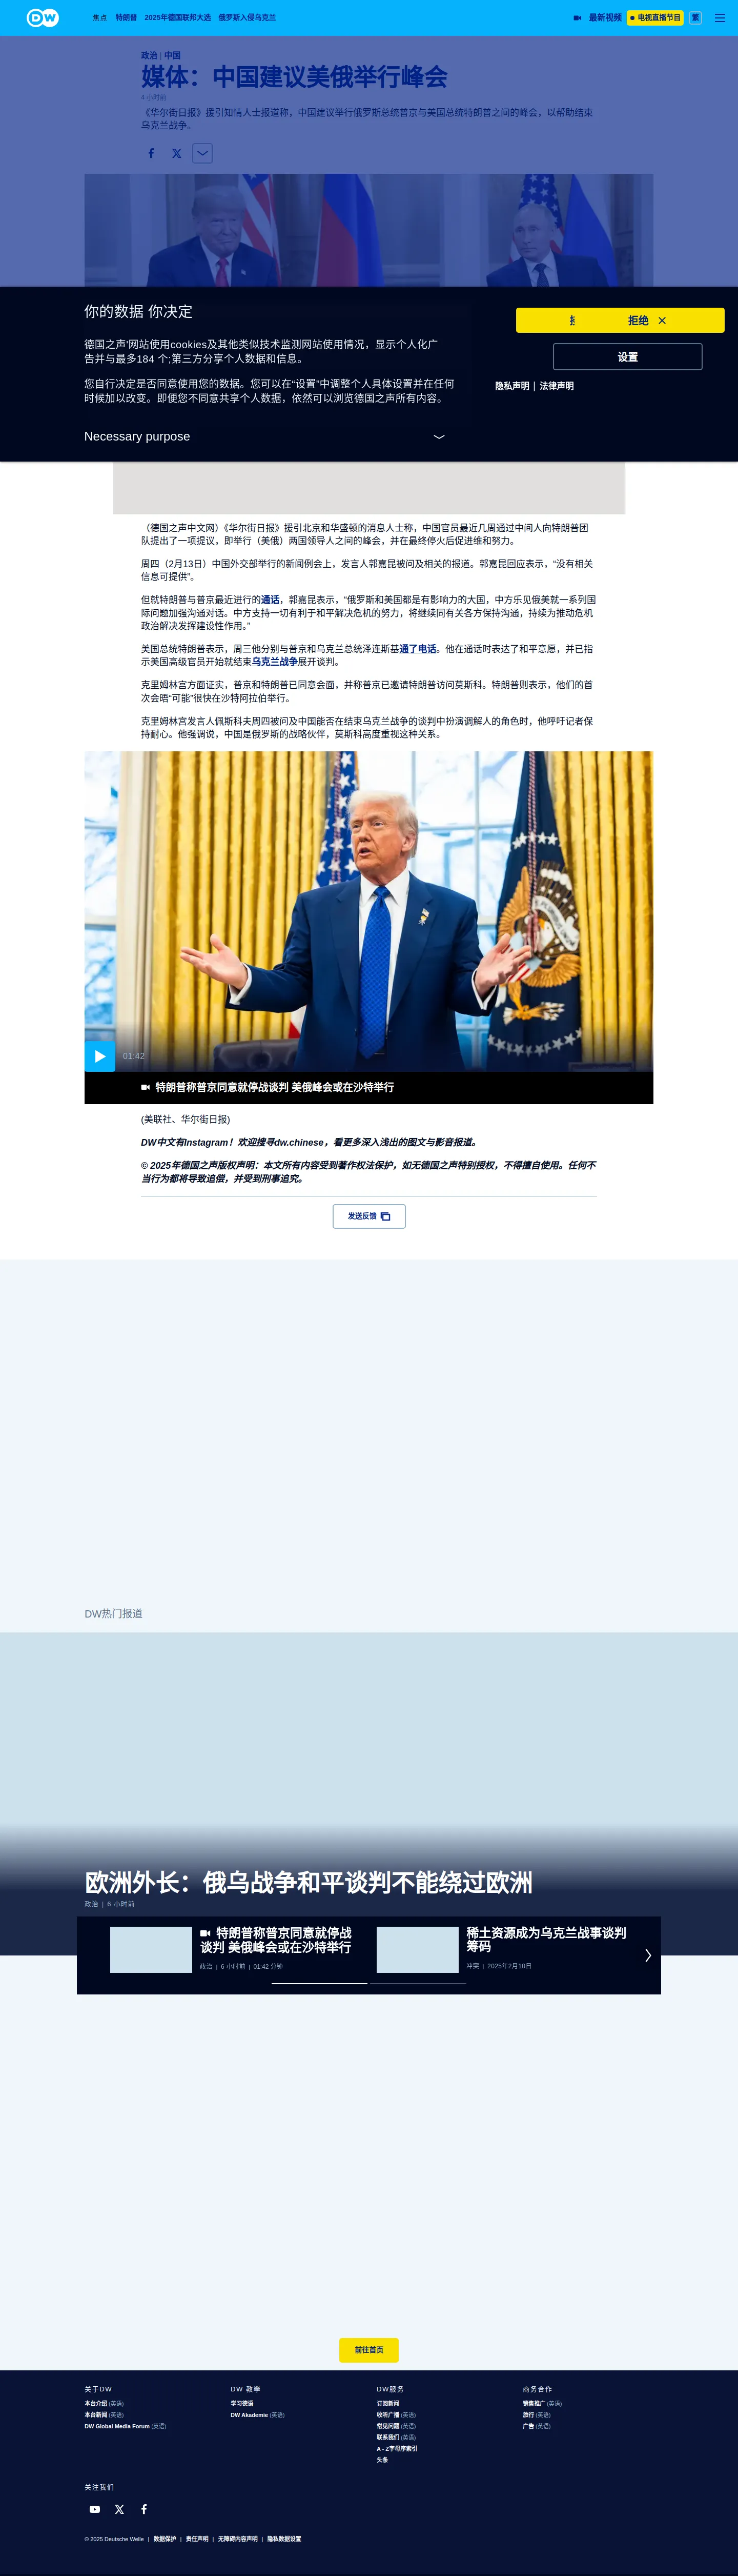 DW
焦点 特朗普 2025年德国联邦大选 俄罗斯入侵乌克兰 最新视频 电视直播节目 繁
政治 | 中国
媒体：中国建议美俄举行峰会
4 小时前
《华尔街日报》援引知情人士报道称，中国建议举行俄罗斯总统普京与美国总统特朗普之间的峰会，以帮助结束
乌克兰战争。
你的数据 你决定
拒绝
德国之声'网站使用cookies及其他类似技术监测网站使用情况，显示个人化广
告并与最多184 个;第三方分享个人数据和信息。
设置
您自行决定是否同意使用您的数据。您可以在"设置"中调整个人具体设置并在任何
时候加以改变。即便您不同意共享个人数据，依然可以浏览德国之声所有内容。
隐私声明 | 法律声明
Necessary purpose
（德国之声中文网）《华尔街日报》援引北京和华盛顿的消息人士称，中国官员最近几周通过中间人向特朗普团
队提出了一项提议，即举行（美俄）两国领导人之间的峰会，并在最终停火后促进维和努力。
周四（2月13日）中国外交部举行的新闻例会上，发言人郭嘉昆被问及相关的报道。郭嘉昆回应表示，“没有相关
信息可提供”。
但就特朗普与普京最近进行的通话，郭嘉昆表示，“俄罗斯和美国都是有影响力的大国，中方乐见俄美就一系列国
际问题加强沟通对话。中方支持一切有利于和平解决危机的努力，将继续同有关各方保持沟通，持续为推动危机
政治解决发挥建设性作用。”
美国总统特朗普表示，周三他分别与普京和乌克兰总统泽连斯基通了电话。他在通话时表达了和平意愿，并已指
示美国高级官员开始就结束乌克兰战争展开谈判。
克里姆林宫方面证实，普京和特朗普已同意会面，并称普京已邀请特朗普访问莫斯科。特朗普则表示，他们的首
次会晤“可能”很快在沙特阿拉伯举行。
克里姆林宫发言人佩斯科夫周四被问及中国能否在结束乌克兰战争的谈判中扮演调解人的角色时，他呼吁记者保
持耐心。他强调说，中国是俄罗斯的战略伙伴，莫斯科高度重视这种关系。
01:42
特朗普称普京同意就停战谈判 美俄峰会或在沙特举行
(美联社、华尔街日报)
DW中文有Instagram！欢迎搜寻dw.chinese，看更多深入浅出的图文与影音报道。
© 2025年德国之声版权声明：本文所有内容受到著作权法保护，如无德国之声特别授权，不得擅自使用。任何不
当行为都将导致追偿，并受到刑事追究。
发送反馈
DW热门报道
欧洲外长：俄乌战争和平谈判不能绕过欧洲
政治 | 6 小时前
特朗普称普京同意就停战
谈判 美俄峰会或在沙特举行
政治 | 6 小时前 | 01:42 分钟
稀土资源成为乌克兰战事谈判
筹码
冲突 | 2025年2月10日
前往首页
关于DW
本台介绍 (英语)
本台新闻 (英语)
DW Global Media Forum (英语)
DW 教學
学习德语
DW Akademie (英语)
DW服务
订阅新闻
收听广播 (英语)
常见问题 (英语)
联系我们 (英语)
A - Z字母序索引
头条
商务合作
销售推广 (英语)
旅行 (英语)
广告 (英语)
关注我们
© 2025 Deutsche Welle | 数据保护 | 责任声明 | 无障碍内容声明 | 隐私数据设置